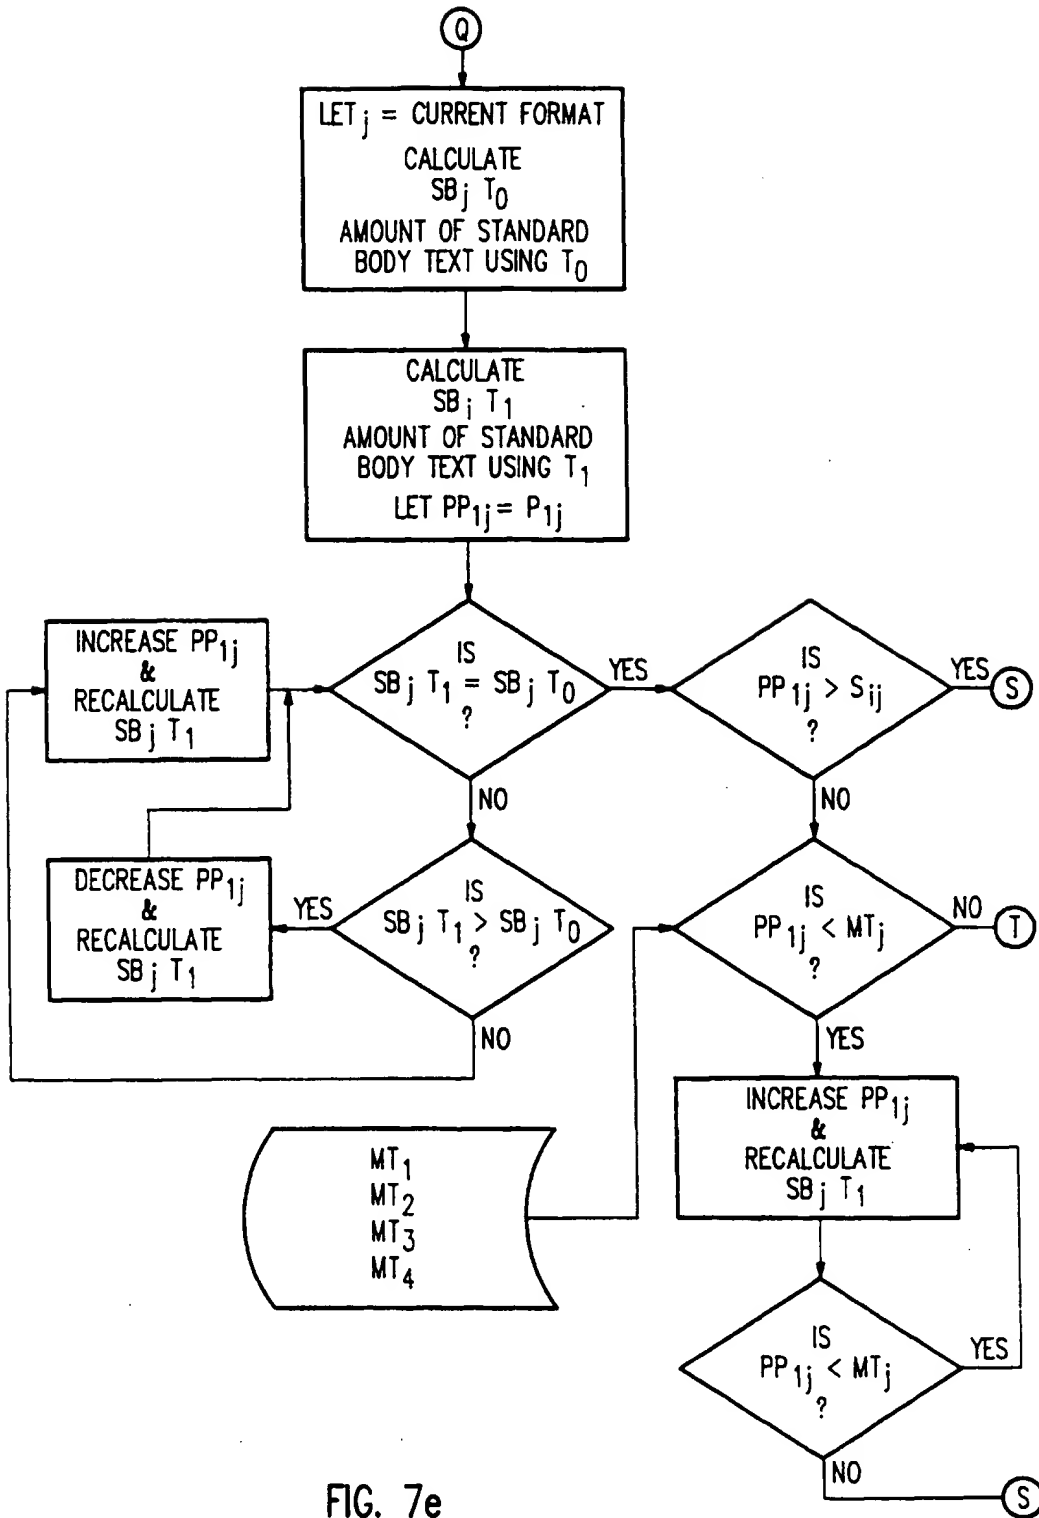 Q
LET j = CURRENT FORMAT
CALCULATE
SBj T0
AMOUNT OF STANDARD
BODY TEXT USING T0
CALCULATE
SBi T1
AMOUNT OF STANDARD
BODY TEXT USING T1
LET PP1j = P1j
INCREASE PP1j
&
RECALCULATE
SBj T1
IS
SBj T1 = SBj T0
?
YES
NO
IS
PP1j > Sij
?
YES
S
NO
DECREASE PP1j
&
RECALCULATE
SBj T1
YES
IS
SBj T1 > SBj T0
?
NO
IS
PP1j < MTj
?
NO
T
YES
INCREASE PP1j
&
RECALCULATE
SBj T1
MT1
MT2
MT3
MT4
IS
PP1j < MTj
?
YES
NO
S
FIG. 7e